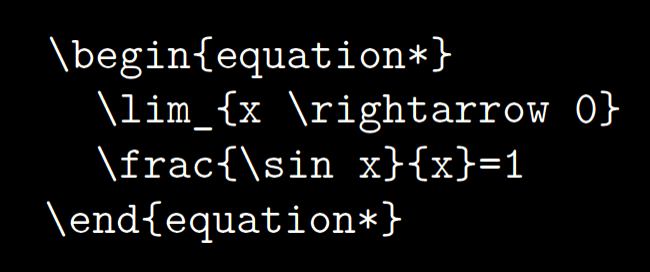 \begin{equation*}
\lim_{x \rightarrow 0}
\frac{\sin x}{x}=1
\end{equation*}